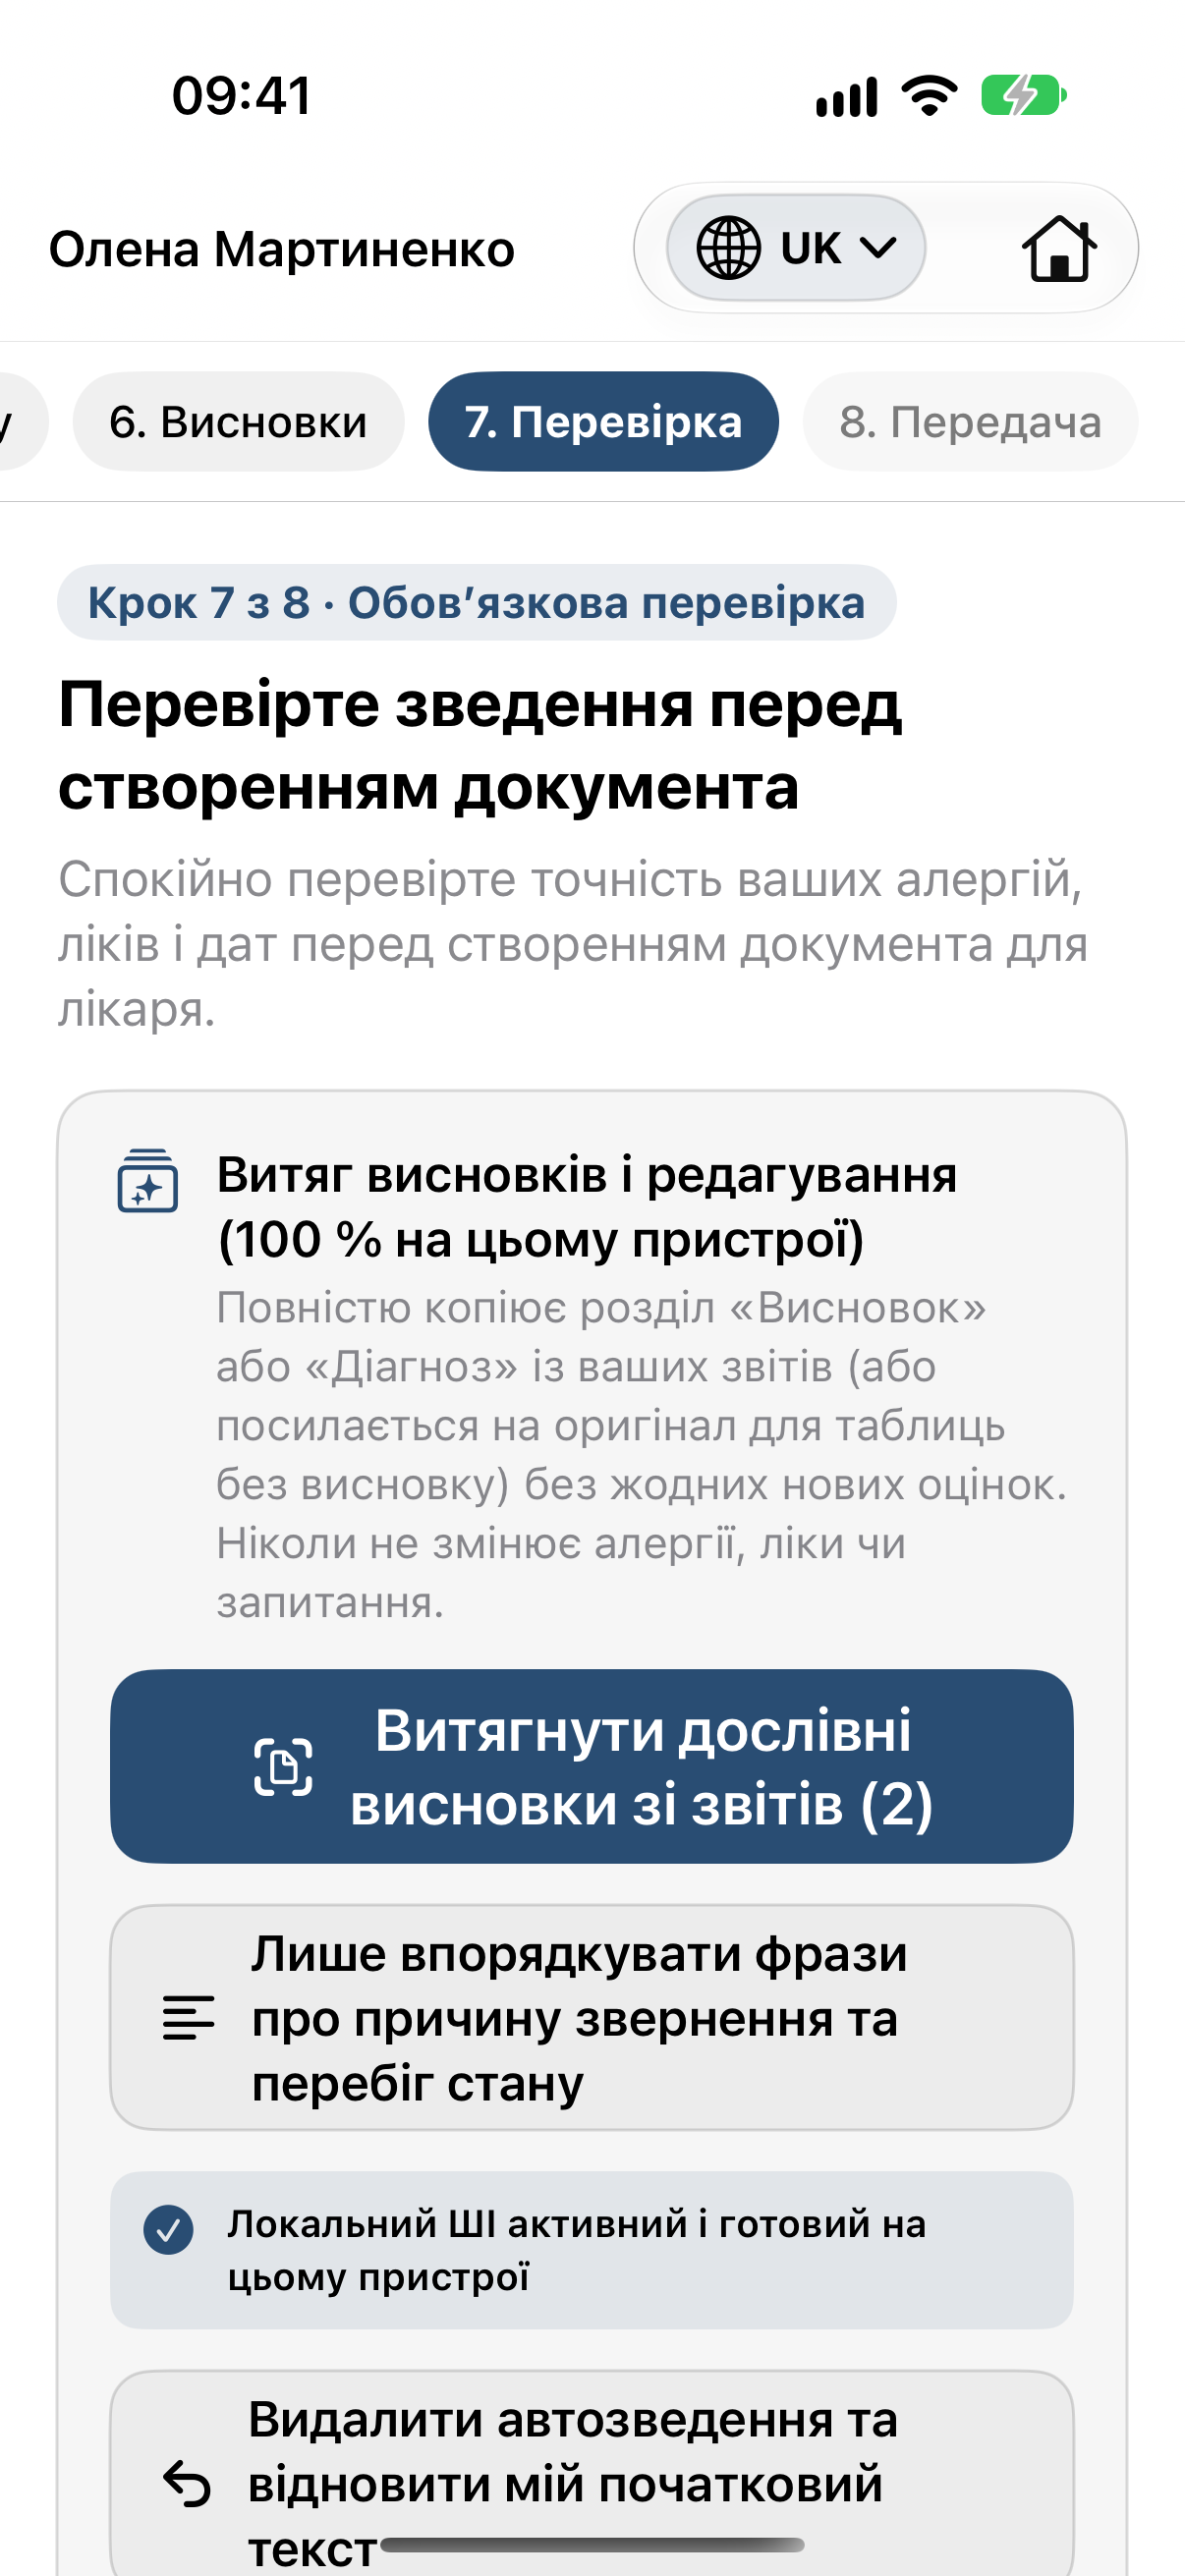 09:41
Олена Мартиненко
UK
у
6. Висновки
7. Перевірка
8. Передача
Крок 7 з 8 · Обов’язкова перевірка
Перевірте зведення перед
створенням документа
Спокійно перевірте точність ваших алергій,
ліків і дат перед створенням документа для
лікаря.
Витяг висновків і редагування
(100 % на цьому пристрої)
Повністю копіює розділ «Висновок»
або «Діагноз» із ваших звітів (або
посилається на оригінал для таблиць
без висновку) без жодних нових оцінок.
Ніколи не змінює алергії, ліки чи
запитання.
Витягнути дослівні
висновки зі звітів (2)
Лише впорядкувати фрази
про причину звернення та
перебіг стану
Локальний ШІ активний і готовий на
цьому пристрої
Видалити автозведення та
відновити мій початковий
текст